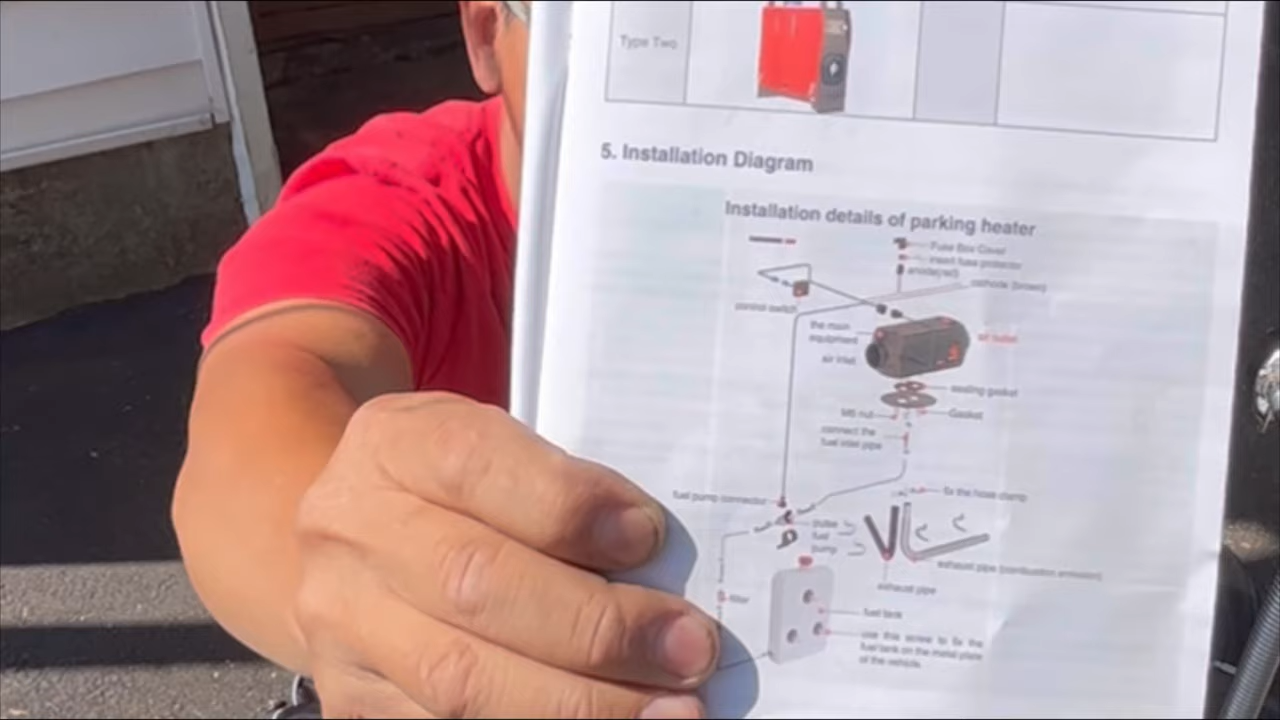 Type Two
5. Installation Diagram
Installation details of parking heater
Fuse Box Cover
insert fuse protector
anode(red)
cathode (brown)
control switch
the main
equipment
air outlet
air inlet
sealing gasket
M6 nut
Gasket
connect the
fuel inlet pipe
fuel pump connector
fix the hose clamp
pulse
fuel
pump
exhaust pipe (combustion emission)
exhaust pipe
filter
fuel tank
use this screw to fix the
fuel tank on the metal plate
of the vehicle.